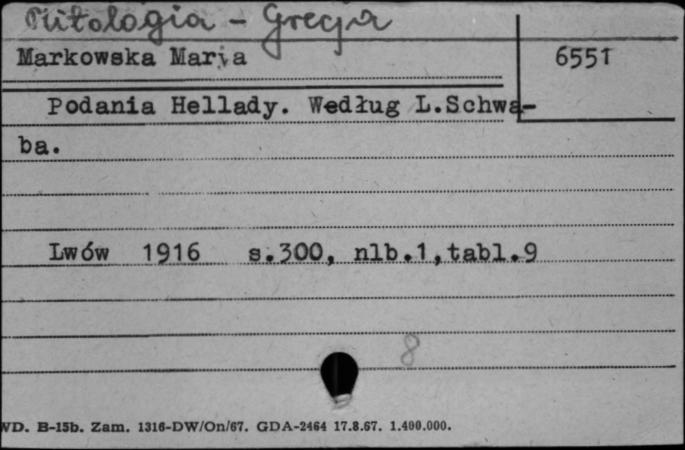 Mitologia - Grecja
Markowska Maria 6551
Podania Hellady. Według L.Schwa-
ba.
Lwów 1916 s.300, nlb.1,tabl.9
8
WD. B-15b. Zam. 1316-DW/On/67. GDA-2464 17.8.67. 1.400.000.